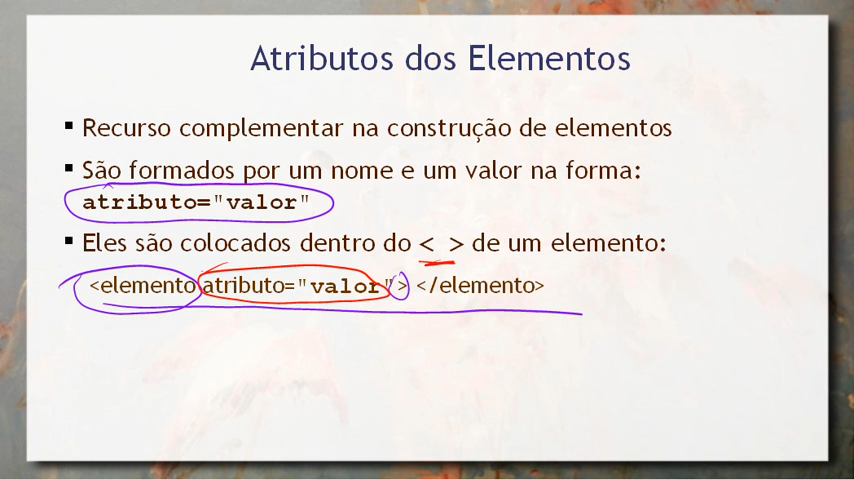 Atributos dos Elementos
▪ Recurso complementar na construção de elementos
▪ São formados por um nome e um valor na forma:
atributo="valor"
▪ Eles são colocados dentro do < > de um elemento:
<elemento atributo="valor"> </elemento>